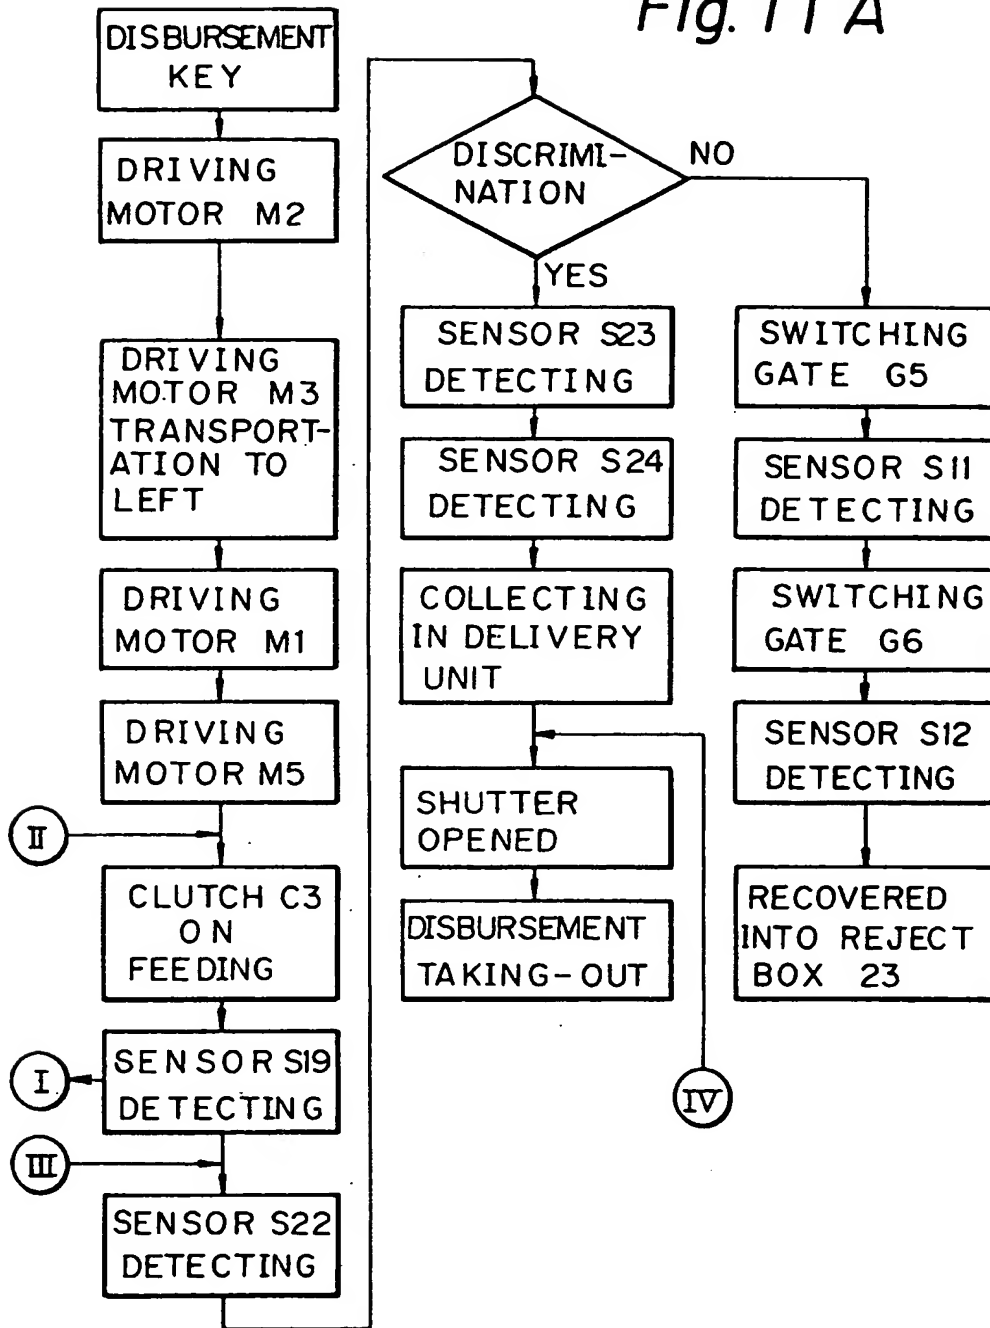 Fig. 11 A
DISBURSEMENT
KEY
DRIVING
MOTOR M2
DRIVING
MOTOR M3
TRANSPORT-
ATION TO
LEFT
DRIVING
MOTOR M1
DRIVING
MOTOR M5
II
CLUTCH C3
ON
FEEDING
SENSOR S19
DETECTING
I
III
SENSOR S22
DETECTING
DISCRIMI-
NATION
NO
YES
SENSOR S23
DETECTING
SENSOR S24
DETECTING
COLLECTING
IN DELIVERY
UNIT
SHUTTER
OPENED
DISBURSEMENT
TAKING-OUT
IV
SWITCHING
GATE G5
SENSOR S11
DETECTING
SWITCHING
GATE G6
SENSOR S12
DETECTING
RECOVERED
INTO REJECT
BOX 23